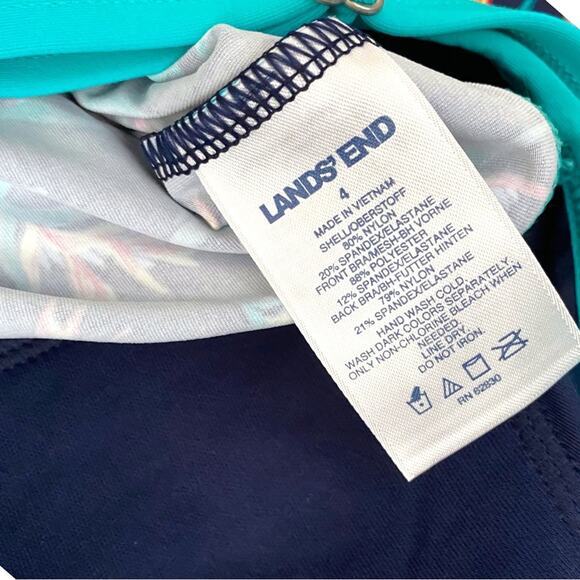 LANDS' END
4
MADE IN VIETNAM
SHELL/OBERSTOFF
80% NYLON
20% SPANDEX/ELASTANE
FRONT BRA/MESH-BH VORNE
88% POLYESTER
12% SPANDEX/ELASTANE
BACK BRA/BH-FUTTER HINTEN
79% NYLON
21% SPANDEX/ELASTANE
HAND WASH COLD.
WASH DARK COLORS SEPARATELY.
ONLY NON-CHLORINE BLEACH WHEN
NEEDED.
LINE DRY.
DO NOT IRON.
RN 62830